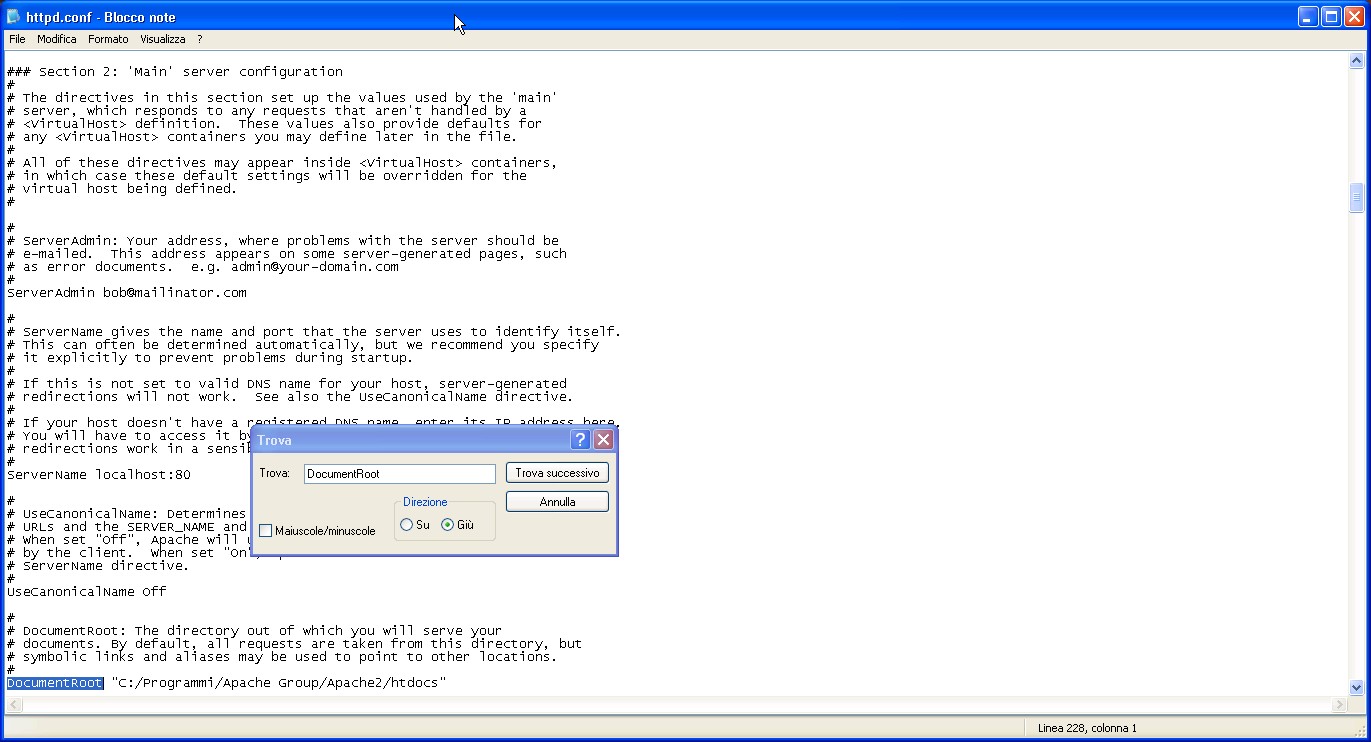 httpd.conf - Blocco note
File Modifica Formato Visualizza ?
### Section 2: 'Main' server configuration
#
# The directives in this section set up the values used by the 'main'
# server, which responds to any requests that aren't handled by a
# <VirtualHost> definition.  These values also provide defaults for
# any <VirtualHost> containers you may define later in the file.
#
# All of these directives may appear inside <VirtualHost> containers,
# in which case these default settings will be overridden for the
# virtual host being defined.
#
#
# ServerAdmin: Your address, where problems with the server should be
# e-mailed.  This address appears on some server-generated pages, such
# as error documents.  e.g. admin@your-domain.com
#
ServerAdmin bob@mailinator.com
#
# ServerName gives the name and port that the server uses to identify itself.
# This can often be determined automatically, but we recommend you specify
# it explicitly to prevent problems during startup.
#
# If this is not set to valid DNS name for your host, server-generated
# redirections will not work.  See also the UseCanonicalName directive.
#
# If your host doesn't have a registered DNS name, enter its IP address here.
# You will have to access it by
# redirections work in a sensib
#
ServerName localhost:80
#
# UseCanonicalName: Determines
# URLs and the SERVER_NAME and
# When set "Off", Apache will u
# by the client.  When set "On",
# ServerName directive.
#
UseCanonicalName Off
#
# DocumentRoot: The directory out of which you will serve your
# documents. By default, all requests are taken from this directory, but
# symbolic links and aliases may be used to point to other locations.
#
DocumentRoot "C:/Programmi/Apache Group/Apache2/htdocs"
Trova
Trova: DocumentRoot Trova successivo
Annulla
Direzione
Su Giù
Maiuscole/minuscole
Linea 228, colonna 1